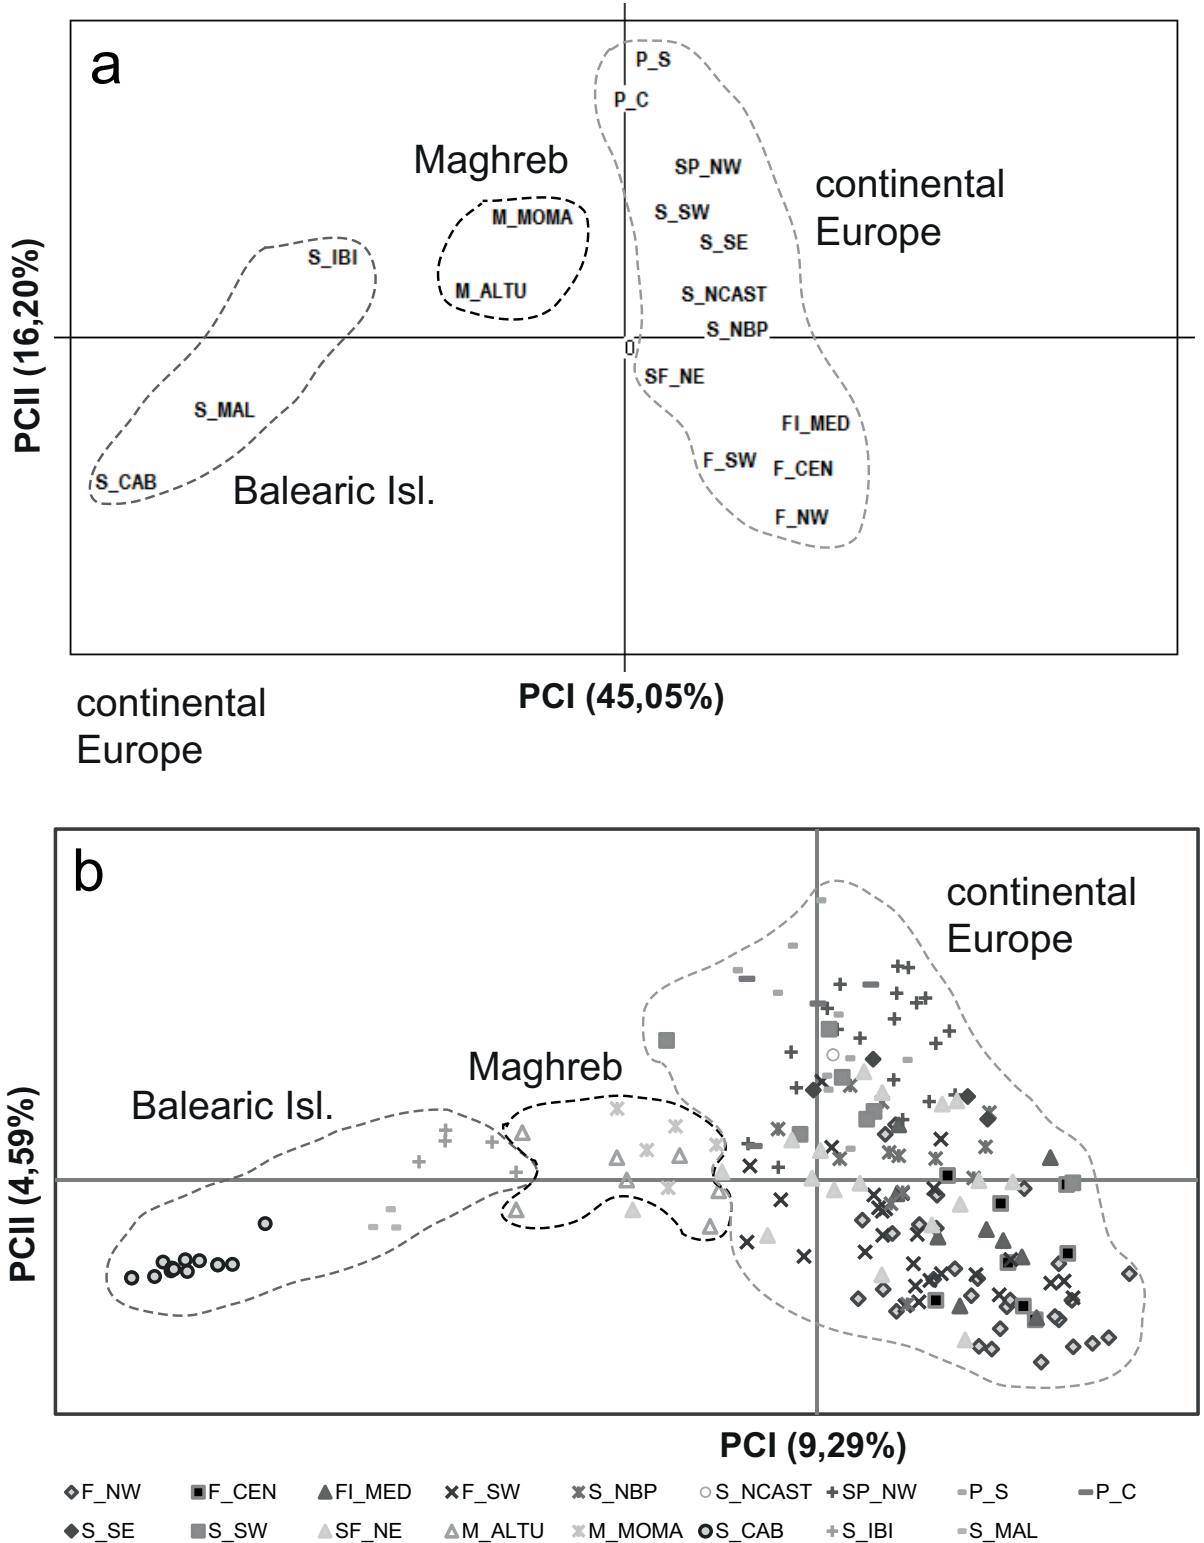 a
P_S
P_C
Maghreb
SP_NW
continental
Europe
M_MOMA
S_SW
S_SE
S_IBI
M_ALTU
S_NCAST
S_NBP
0
SF_NE
S_MAL
FI_MED
F_SW
F_CEN
S_CAB
Balearic Isl.
F_NW
PCII (16,20%)
PCI (45,05%)
continental
Europe
b
continental
Europe
Maghreb
Balearic Isl.
PCII (4,59%)
PCI (9,29%)
F_NW F_CEN FI_MED F_SW S_NBP S_NCAST SP_NW P_S P_C
S_SE S_SW SF_NE M_ALTU M_MOMA S_CAB S_IBI S_MAL